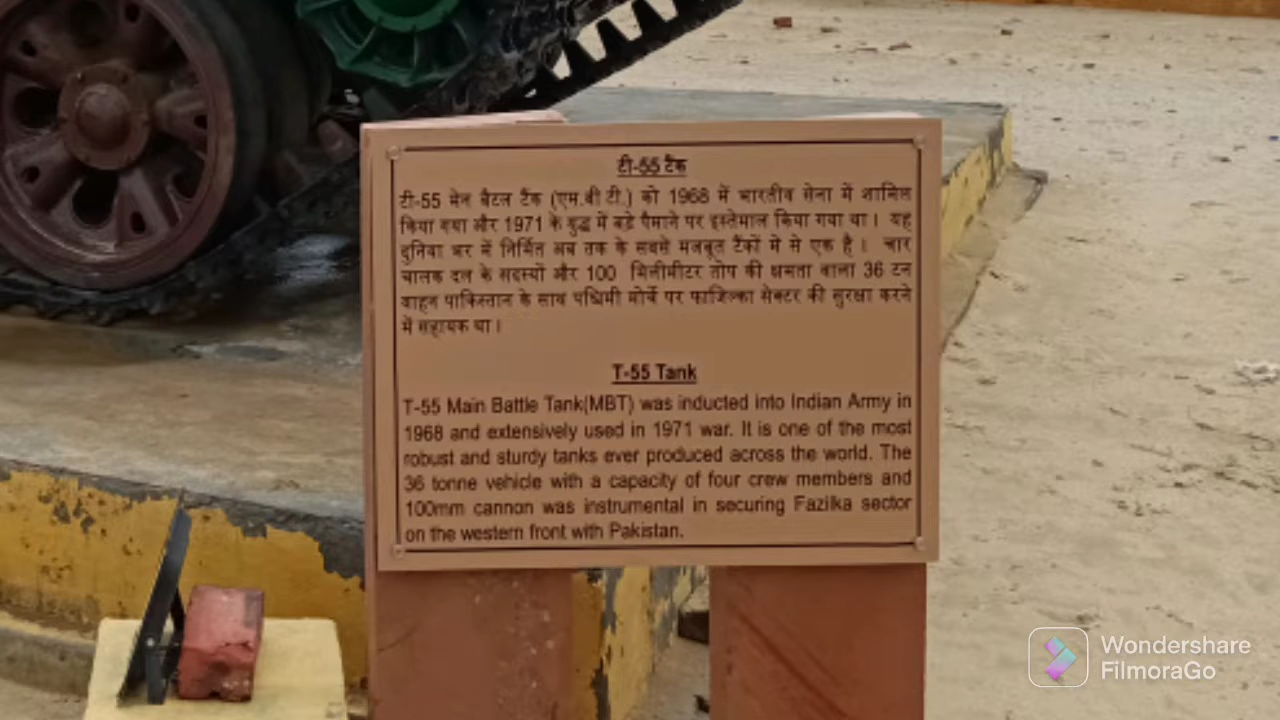 टी-55 टैंक
टी-55 मेन बैटल टैंक (एम.बी टी.) को 1968 में भारतीय सेना में शामिल
किया गया और 1971 के युद्ध में बड़े पैमाने पर इस्तेमाल किया गया था। यह
दुनिया भर में निर्मित अब तक के सबसे मजबूत टैंकों में से एक है। चार
चालक दल के सदस्यों और 100 मिलीमीटर तोप की क्षमता वाला 36 टन
वाहन पाकिस्तान के साथ पश्चिमी मोर्चे पर फाजिल्का सेक्टर की सुरक्षा करने
में सहायक था।
T-55 Tank
T-55 Main Battle Tank(MBT) was inducted into Indian Army in
1968 and extensively used in 1971 war. It is one of the most
robust and sturdy tanks ever produced across the world. The
36 tonne vehicle with a capacity of four crew members and
100mm cannon was instrumental in securing Fazilka sector
on the western front with Pakistan.
Wondershare
FilmoraGo